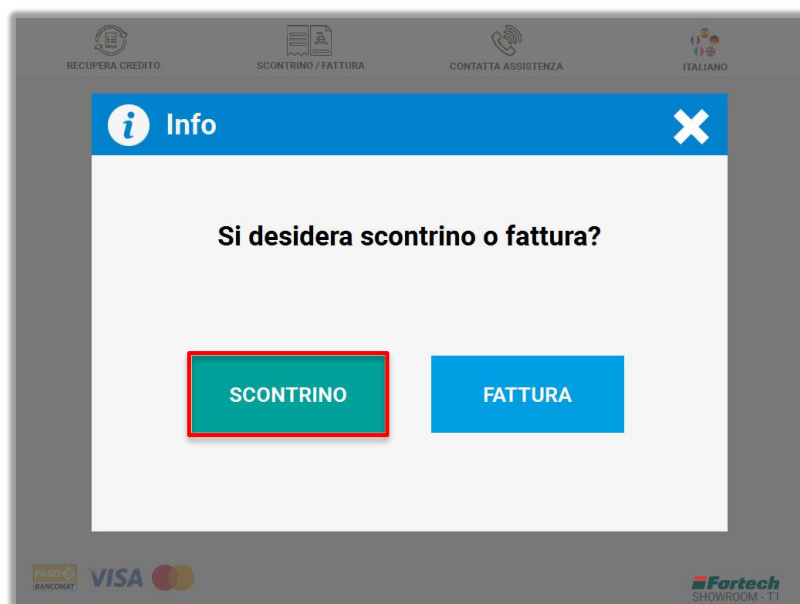 RECUPERA CREDITO
SCONTRINO / FATTURA
CONTATTA ASSISTENZA
ITALIANO
i Info
Si desidera scontrino o fattura?
SCONTRINO
FATTURA
PAGO
BANCOMAT
VISA
Fortech
SHOWROOM - T1